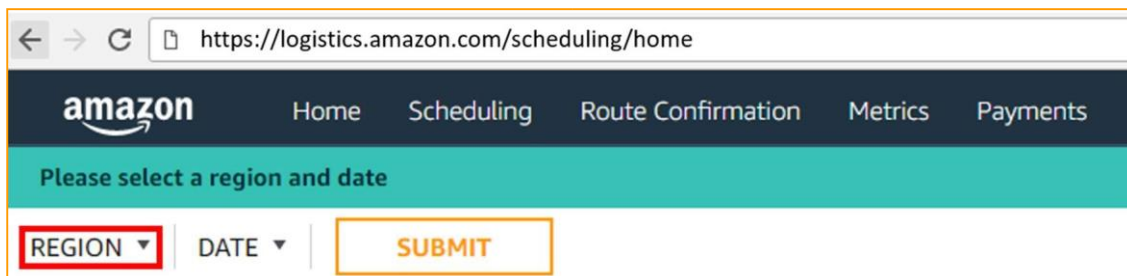 https://logistics.amazon.com/scheduling/home
amazon Home Scheduling Route Confirmation Metrics Payments
Please select a region and date
REGION DATE SUBMIT